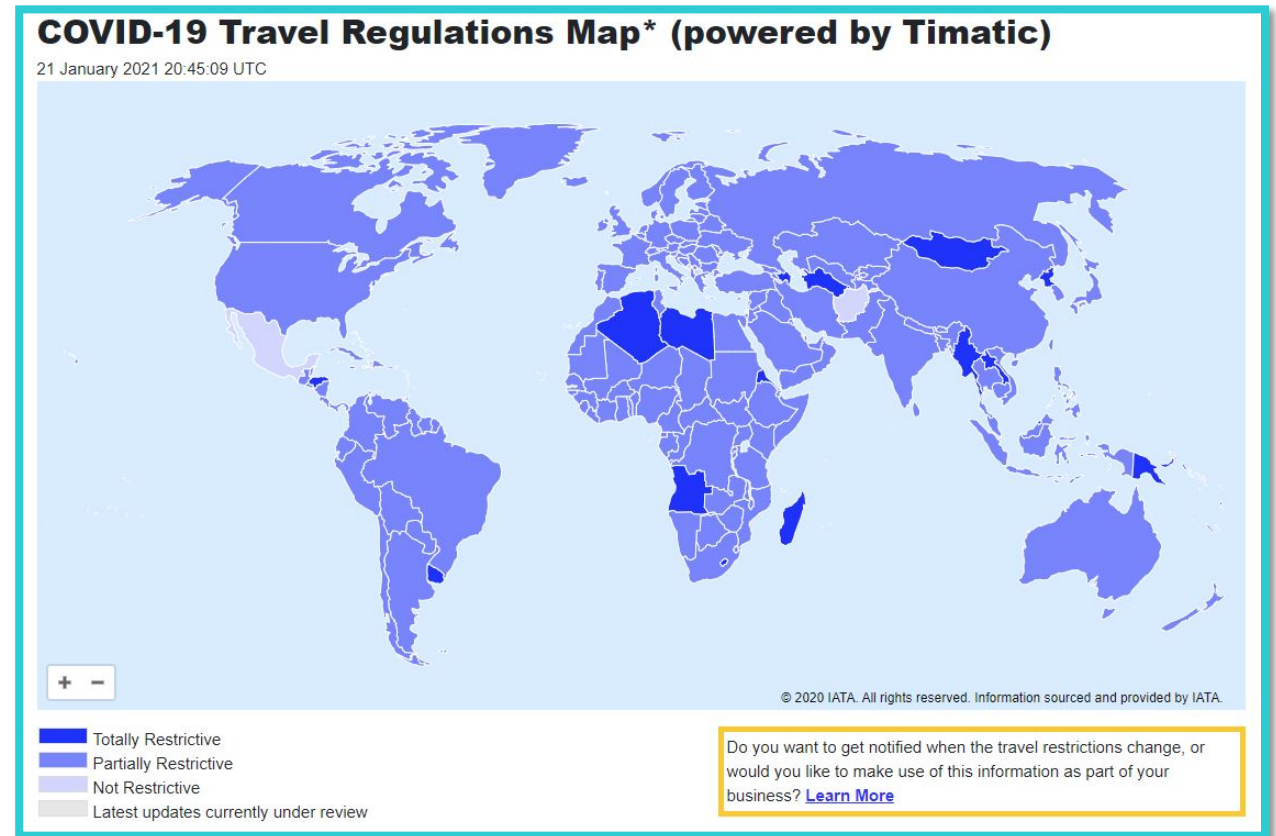 COVID-19 Travel Regulations Map* (powered by Timatic)
21 January 2021 20:45:09 UTC
+ −
© 2020 IATA. All rights reserved. Information sourced and provided by IATA.
Totally Restrictive
Partially Restrictive
Not Restrictive
Latest updates currently under review
Do you want to get notified when the travel restrictions change, or
would you like to make use of this information as part of your
business? Learn More